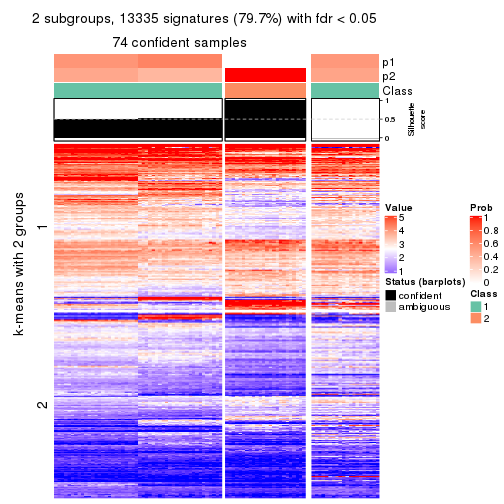 2 subgroups, 13335 signatures (79.7%) with fdr < 0.05
74 confident samples
p1
p2
Class
1
0.5
0
Silhouette
score
k-means with 2 groups
1
2
Value
5
4
3
2
1
Status (barplots)
confident
ambiguous
Prob
1
0.8
0.6
0.4
0.2
0
Class
1
2